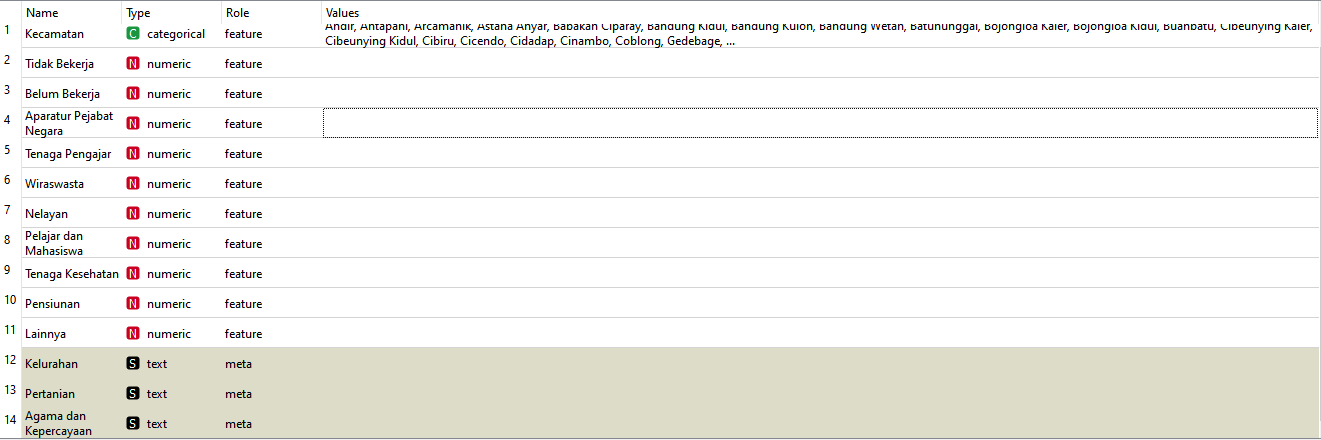 Name Type Role Values
1 Kecamatan C categorical feature Andir, Antapani, Arcamanik, Astana Anyar, Babakan Ciparay, Bandung Kidul, Bandung Kulon, Bandung Wetan, Batununggal, Bojongloa Kaler, Bojongloa Kidul, Buahbatu, Cibeunying Kaler,
Cibeunying Kidul, Cibiru, Cicendo, Cidadap, Cinambo, Coblong, Gedebage, ...
2 Tidak Bekerja N numeric feature
3 Belum Bekerja N numeric feature
4 Aparatur Pejabat
Negara N numeric feature
5 Tenaga Pengajar N numeric feature
6 Wiraswasta N numeric feature
7 Nelayan N numeric feature
8 Pelajar dan
Mahasiswa N numeric feature
9 Tenaga Kesehatan N numeric feature
10 Pensiunan N numeric feature
11 Lainnya N numeric feature
12 Kelurahan S text meta
13 Pertanian S text meta
14 Agama dan
Kepercayaan S text meta